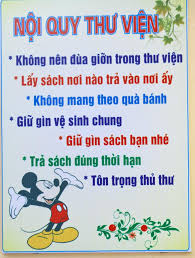 NỘI QUY THƯ VIỆN
* Không nên đùa giỡn trong thư viện
* Lấy sách nơi nào trả vào nơi ấy
* Không mang theo quà bánh
* Giữ gìn vệ sinh chung
* Giữ gìn sách bạn nhé
* Trả sách đúng thời hạn
* Tôn trọng thủ thư